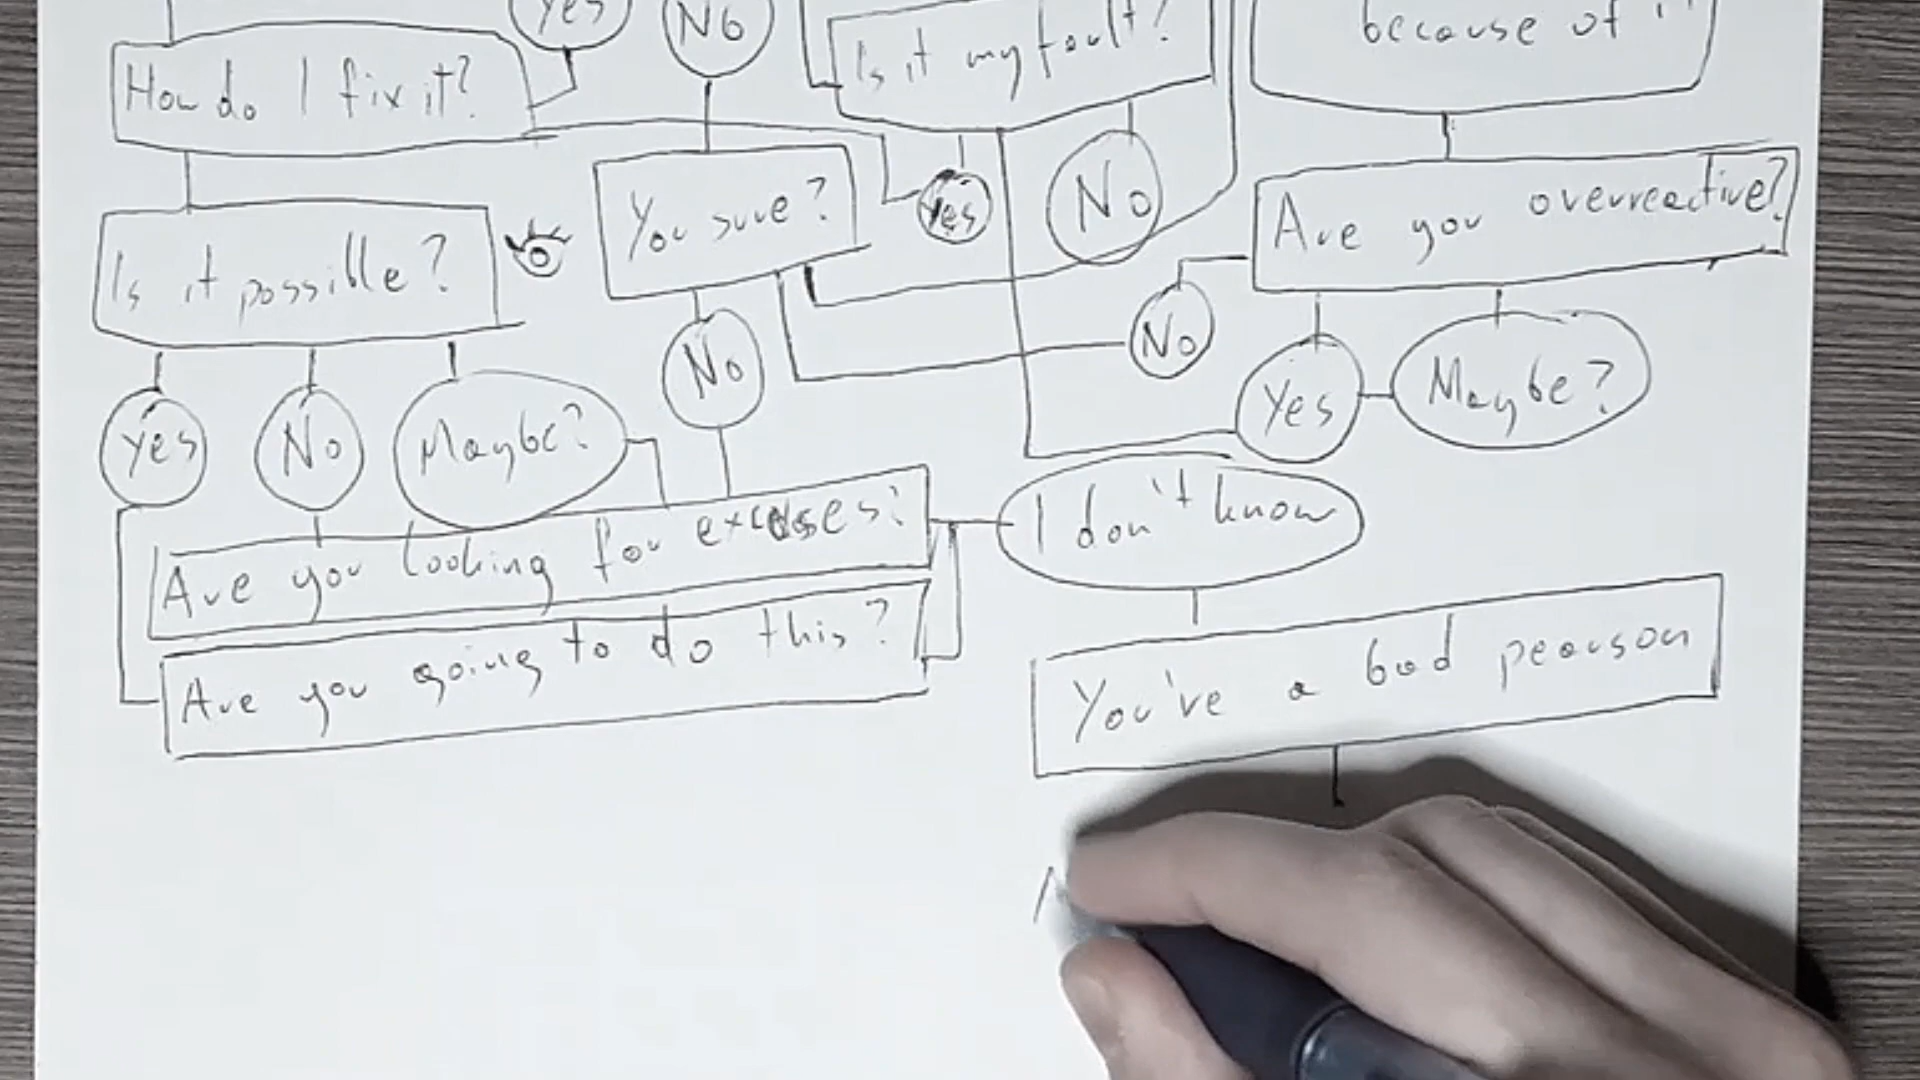 Yes
No
Is it my fault?
because of it
How do I fix it?
You sure?
Yes
No
Are you overreactive?
Is it possible?
No
No
Yes
Maybe?
Yes
No
Maybe?
I don't know
Are you looking for excuses?
Are you going to do this?
You've a bad pearson